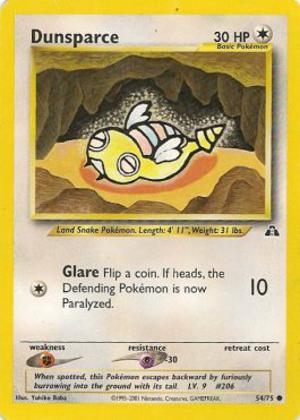 Dunsparce 30 HP
Basic Pokémon
Land Snake Pokémon. Length: 4' 11", Weight: 31 lbs.
Glare Flip a coin. If heads, the
Defending Pokémon is now
Paralyzed.
10
weakness resistance retreat cost
-30
When spotted, this Pokémon escapes backward by furiously
burrowing into the ground with its tail. LV. 9 #206
Illus. Yukiko Baba ©1995-2001 Nintendo, Creatures, GAMEFREAK. 54/75